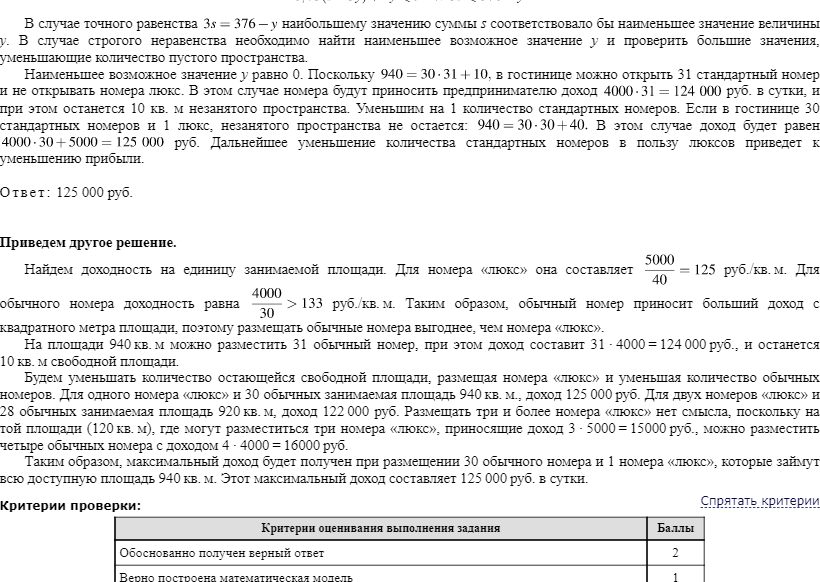 В случае точного равенства 3s = 376 − y наибольшему значению суммы s соответствовало бы наименьшее значение величины
y. В случае строгого неравенства необходимо найти наименьшее возможное значение y и проверить большие значения,
уменьшающие количество пустого пространства.
Наименьшее возможное значение y равно 0. Поскольку 940 = 30 · 31 + 10, в гостинице можно открыть 31 стандартный номер
и не открывать номера люкс. В этом случае номера будут приносить предпринимателю доход 4000 · 31 = 124 000 руб. в сутки, и
при этом останется 10 кв. м незанятого пространства. Уменьшим на 1 количество стандартных номеров. Если в гостинице 30
стандартных номеров и 1 люкс, незанятого пространства не остается: 940 = 30 · 30 + 40. В этом случае доход будет равен
4000 · 30 + 5000 = 125 000 руб. Дальнейшее уменьшение количества стандартных номеров в пользу люксов приведет к
уменьшению прибыли.
Ответ: 125 000 руб.
Приведем другое решение.
Найдем доходность на единицу занимаемой площади. Для номера «люкс» она составляет 5000/40 = 125 руб./кв. м. Для
обычного номера доходность равна 4000/30 > 133 руб./кв. м. Таким образом, обычный номер приносит больший доход с
квадратного метра площади, поэтому размещать обычные номера выгоднее, чем номера «люкс».
На площади 940 кв. м можно разместить 31 обычный номер, при этом доход составит 31 · 4000 = 124 000 руб., и останется
10 кв. м свободной площади.
Будем уменьшать количество остающейся свободной площади, размещая номера «люкс» и уменьшая количество обычных
номеров. Для одного номера «люкс» и 30 обычных занимаемая площадь 940 кв. м., доход 125 000 руб. Для двух номеров «люкс» и
28 обычных занимаемая площадь 920 кв. м, доход 122 000 руб. Размещать три и более номера «люкс» нет смысла, поскольку на
той площади (120 кв. м), где могут разместиться три номера «люкс», приносящие доход 3 · 5000 = 15000 руб., можно разместить
четыре обычных номера с доходом 4 · 4000 = 16000 руб.
Таким образом, максимальный доход будет получен при размещении 30 обычного номера и 1 номера «люкс», которые займут
всю доступную площадь 940 кв. м. Этот максимальный доход составляет 125 000 руб. в сутки.
Спрятать критерии
Критерии проверки:
Критерии оценивания выполнения задания Баллы
Обоснованно получен верный ответ 2
Верно построена математическая модель 1